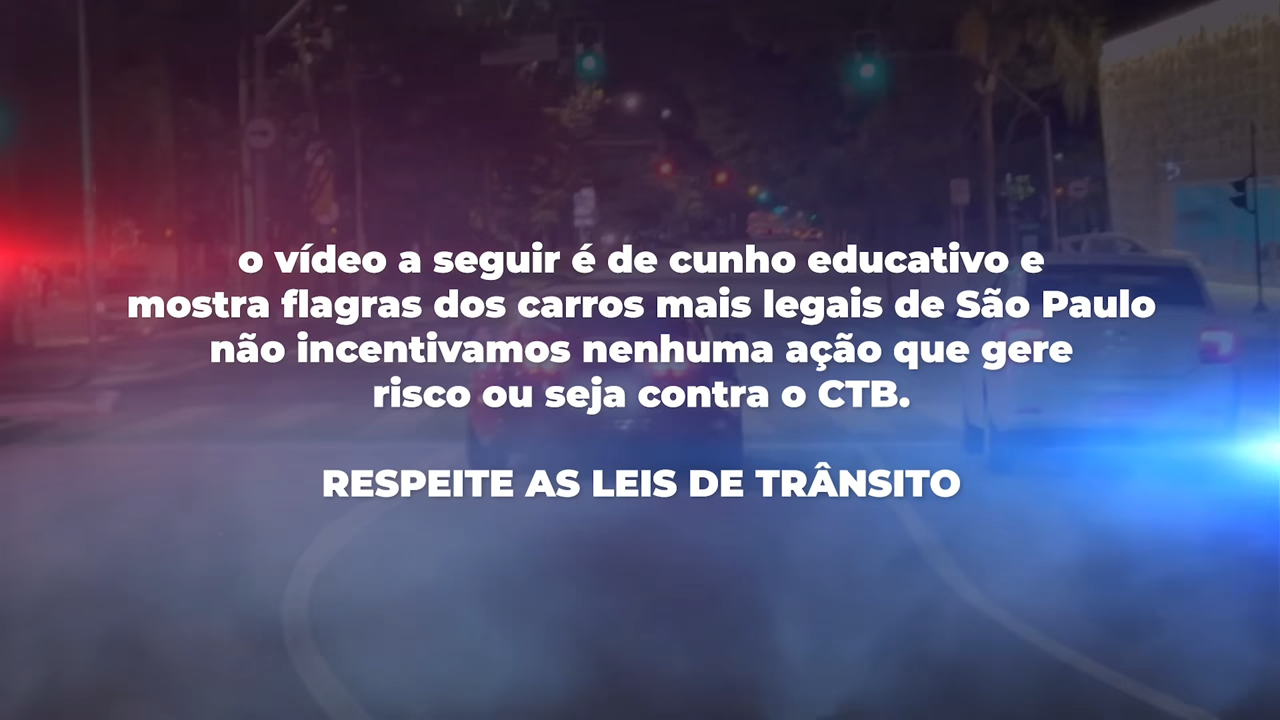 o vídeo a seguir é de cunho educativo e
mostra flagras dos carros mais legais de São Paulo
não incentivamos nenhuma ação que gere
risco ou seja contra o CTB.
RESPEITE AS LEIS DE TRÂNSITO